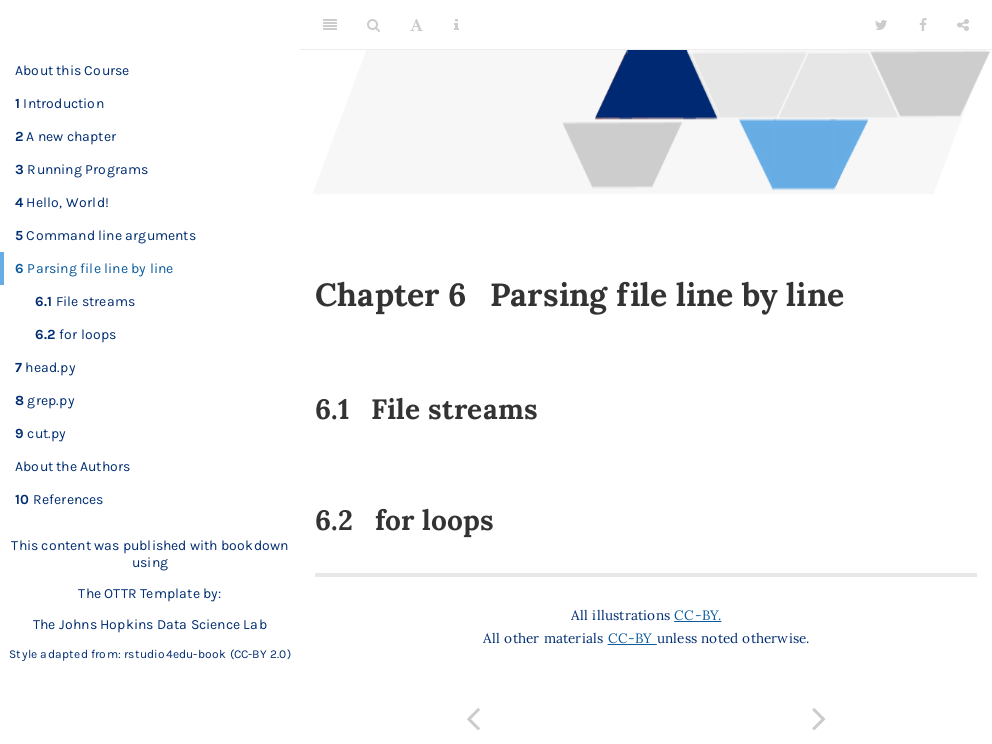 About this Course
1 Introduction
2 A new chapter
3 Running Programs
4 Hello, World!
5 Command line arguments
6 Parsing file line by line
6.1 File streams
6.2 for loops
7 head.py
8 grep.py
9 cut.py
About the Authors
10 References
This content was published with bookdown
using
The OTTR Template by:
The Johns Hopkins Data Science Lab
Style adapted from: rstudio4edu-book (CC-BY 2.0)
Chapter 6 Parsing file line by line
6.1 File streams
6.2 for loops
All illustrations CC-BY.
All other materials CC-BY unless noted otherwise.